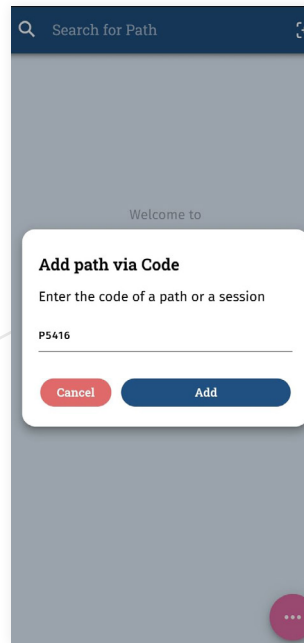 Search for Path
Welcome to
Add path via Code
Enter the code of a path or a session
P5416
Cancel
Add